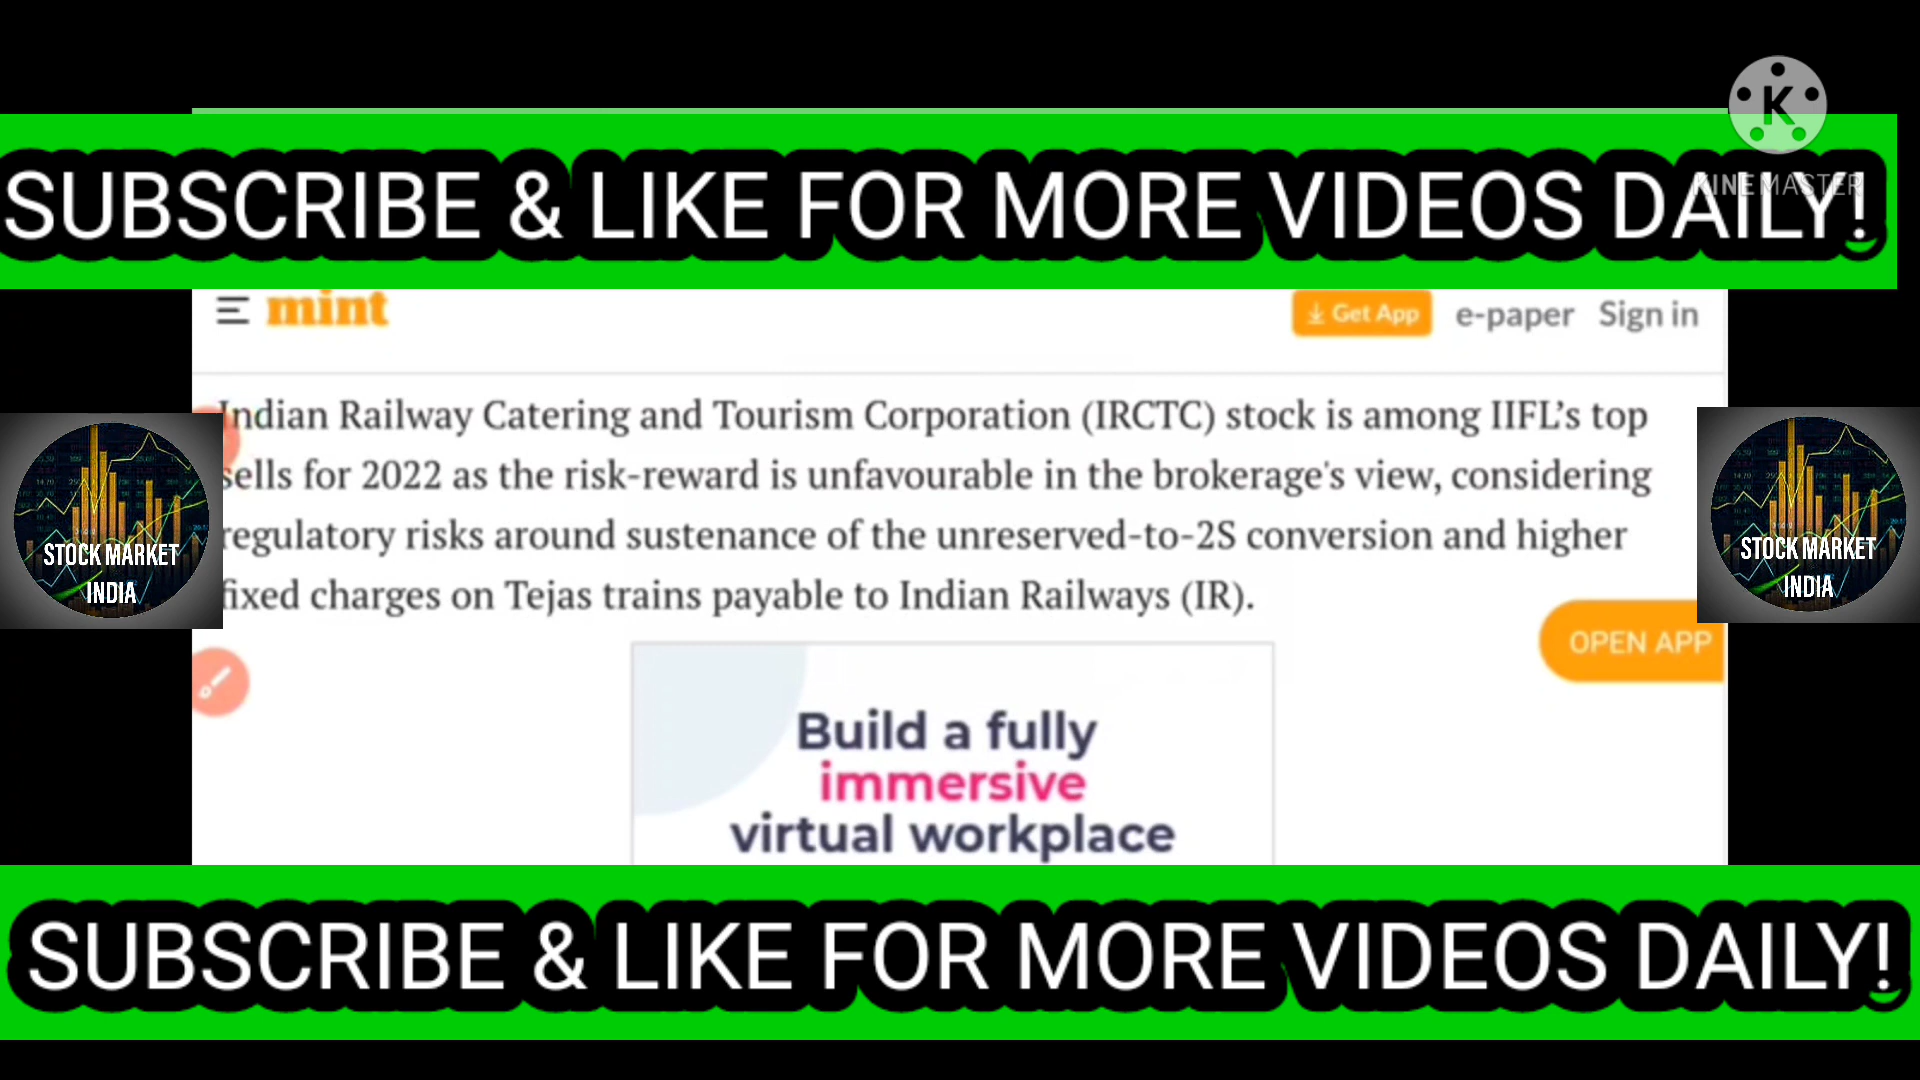 K
KINEMASTER
SUBSCRIBE & LIKE FOR MORE VIDEOS DAILY!
mint
Get App
e-paper
Sign in
Indian Railway Catering and Tourism Corporation (IRCTC) stock is among IIFL’s top
sells for 2022 as the risk-reward is unfavourable in the brokerage's view, considering
regulatory risks around sustenance of the unreserved-to-2S conversion and higher
fixed charges on Tejas trains payable to Indian Railways (IR).
STOCK MARKET
INDIA
STOCK MARKET
INDIA
OPEN APP
Build a fully
immersive
virtual workplace
SUBSCRIBE & LIKE FOR MORE VIDEOS DAILY!